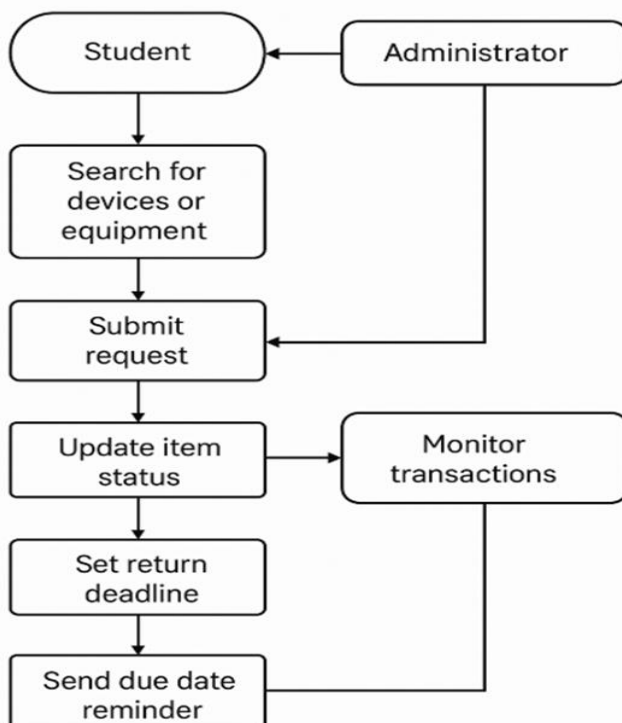 Student
Administrator
Search for
devices or
equipment
Submit
request
Update item
status
Monitor
transactions
Set return
deadline
Send due date
reminder